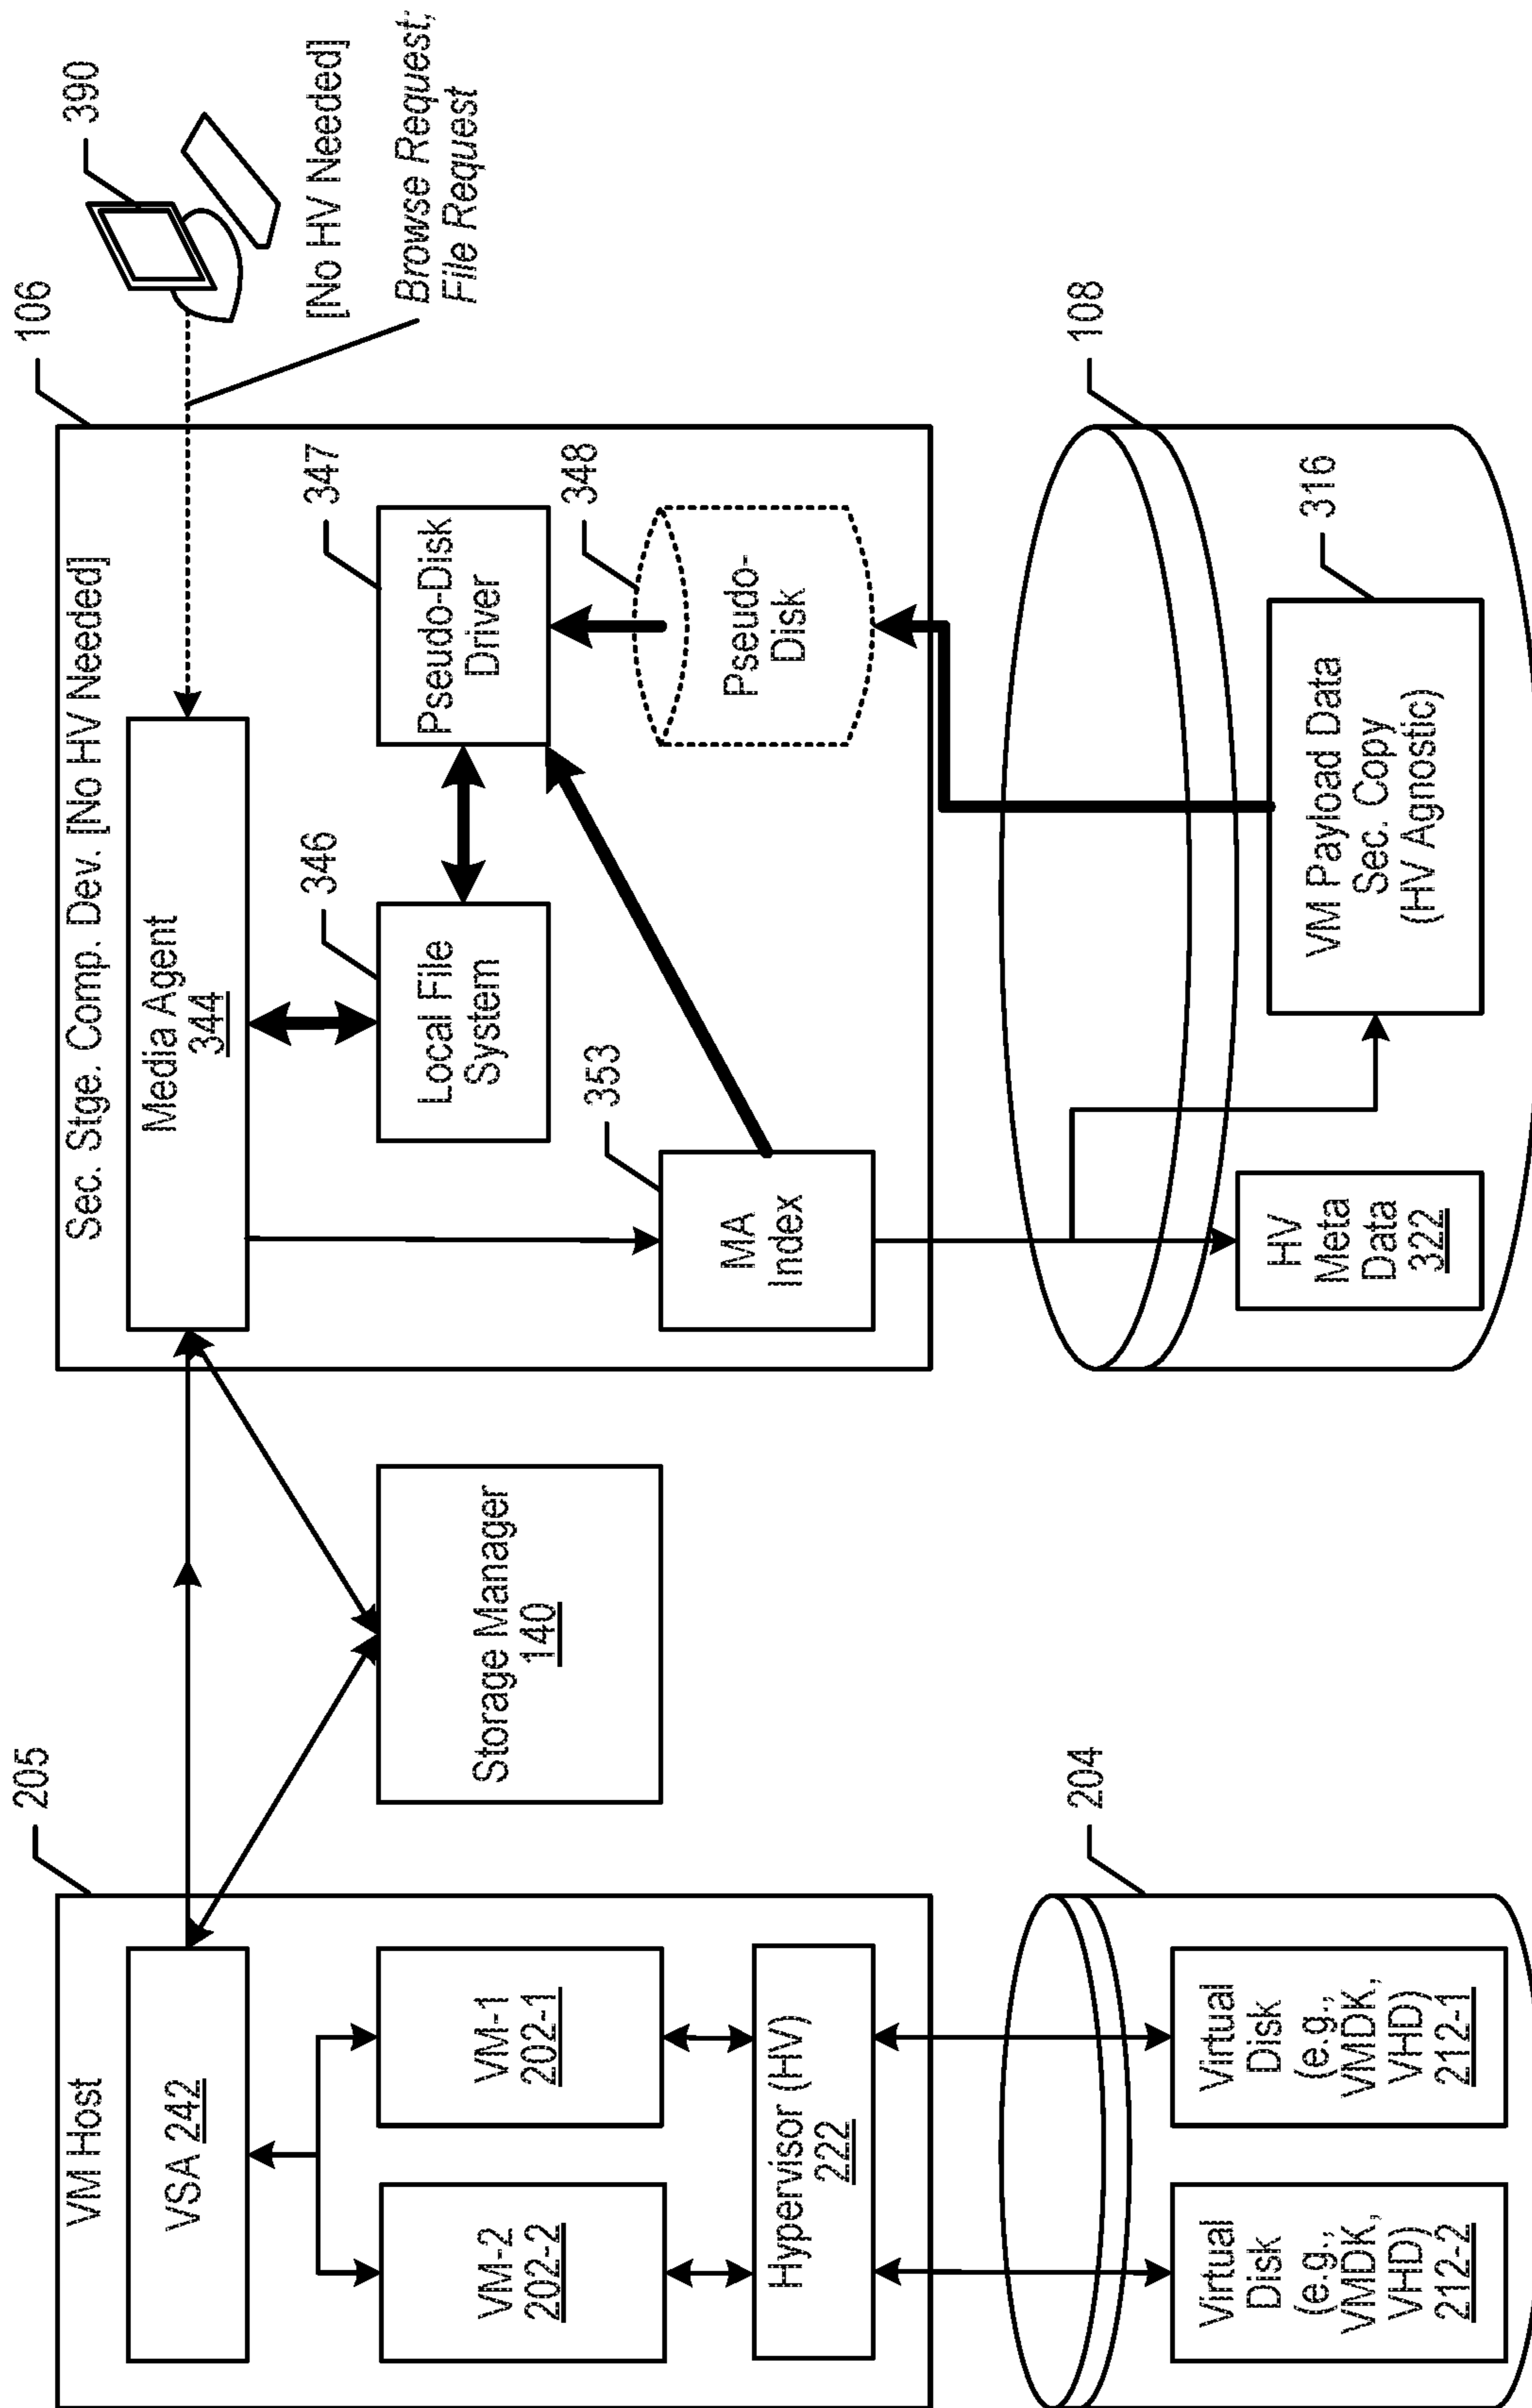 205
VM Host
VSA 242
VM-2
202-2
VM-1
202-1
Hypervisor (HV)
222
204
Virtual
Disk
(e.g.,
VMDK,
VHD)
212-2
Virtual
Disk
(e.g.,
VMDK,
VHD)
212-1
Storage Manager
140
106
Sec. Stge. Comp. Dev. [No HV Needed]
Media Agent
344
346
Local File
System
347
Pseudo-Disk
Driver
353
MA
Index
348
Pseudo-
Disk
390
[No HV Needed]
Browse Request;
File Request
108
HV
Meta
Data
322
316
VM Payload Data
Sec. Copy
(HV Agnostic)